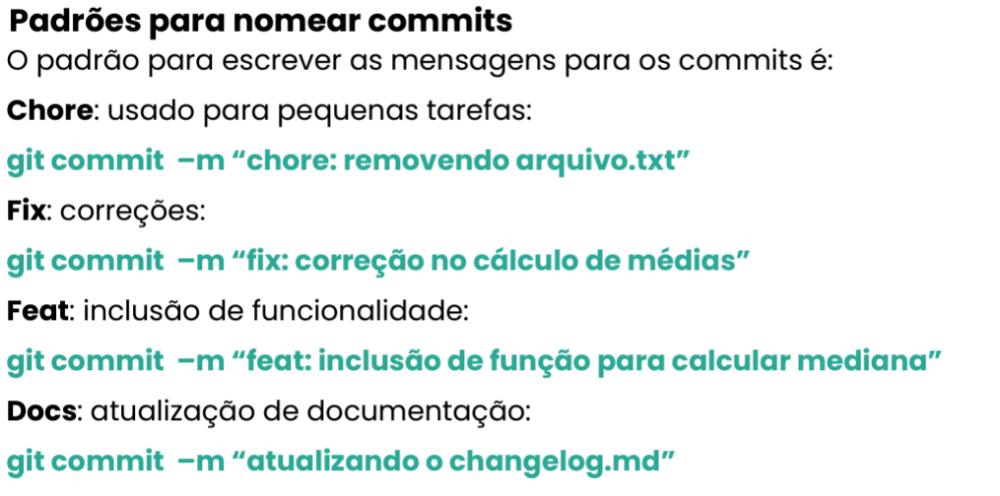 Padrões para nomear commits
O padrão para escrever as mensagens para os commits é:
Chore: usado para pequenas tarefas:
git commit –m “chore: removendo arquivo.txt”
Fix: correções:
git commit –m “fix: correção no cálculo de médias”
Feat: inclusão de funcionalidade:
git commit –m “feat: inclusão de função para calcular mediana”
Docs: atualização de documentação:
git commit –m “atualizando o changelog.md”